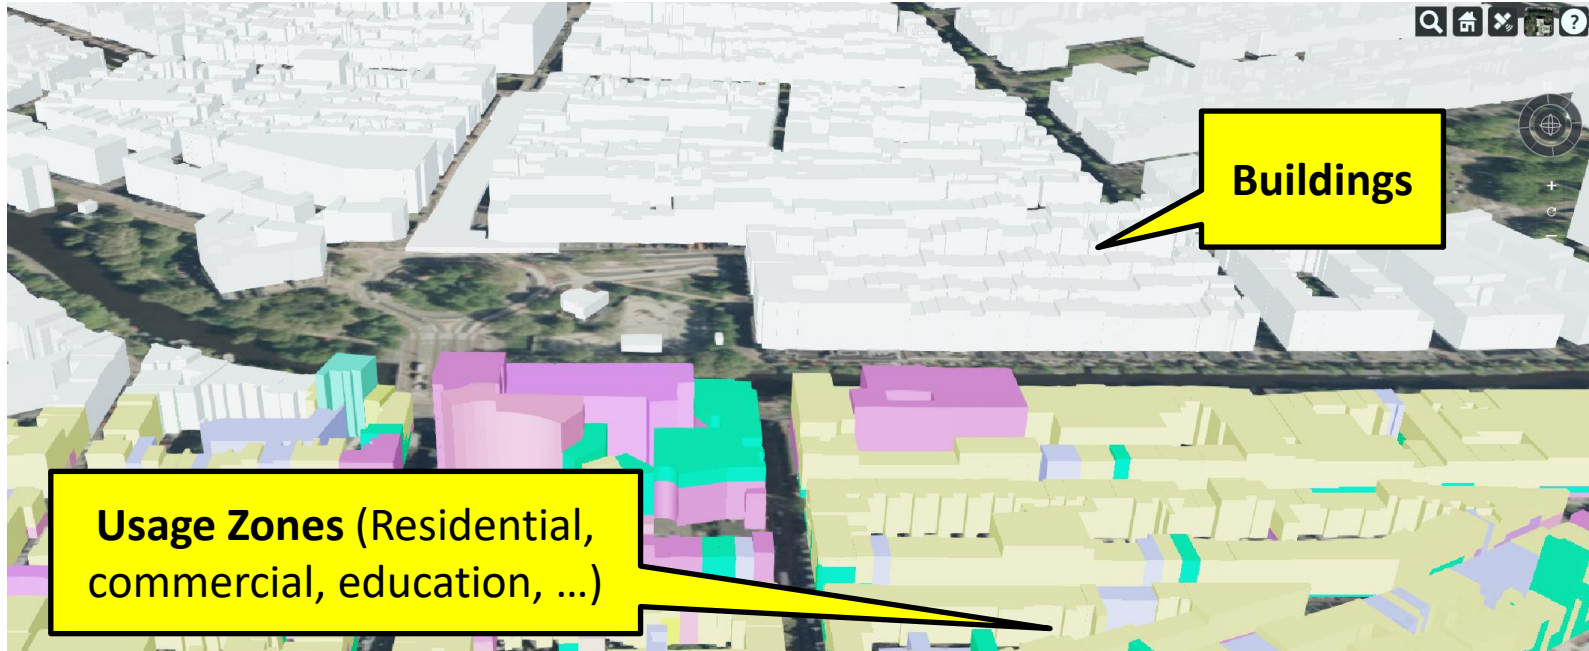 Buildings
Usage Zones (Residential,
commercial, education, ...)